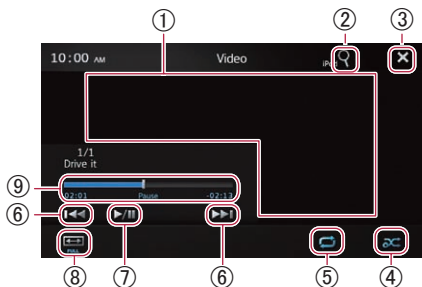 ① ② ③
10:00 AM Video iPod
1/1
Drive it
⑨
02:01 Pause -02:13
⑥
FULL
⑧ ⑦ ⑥ ⑤ ④